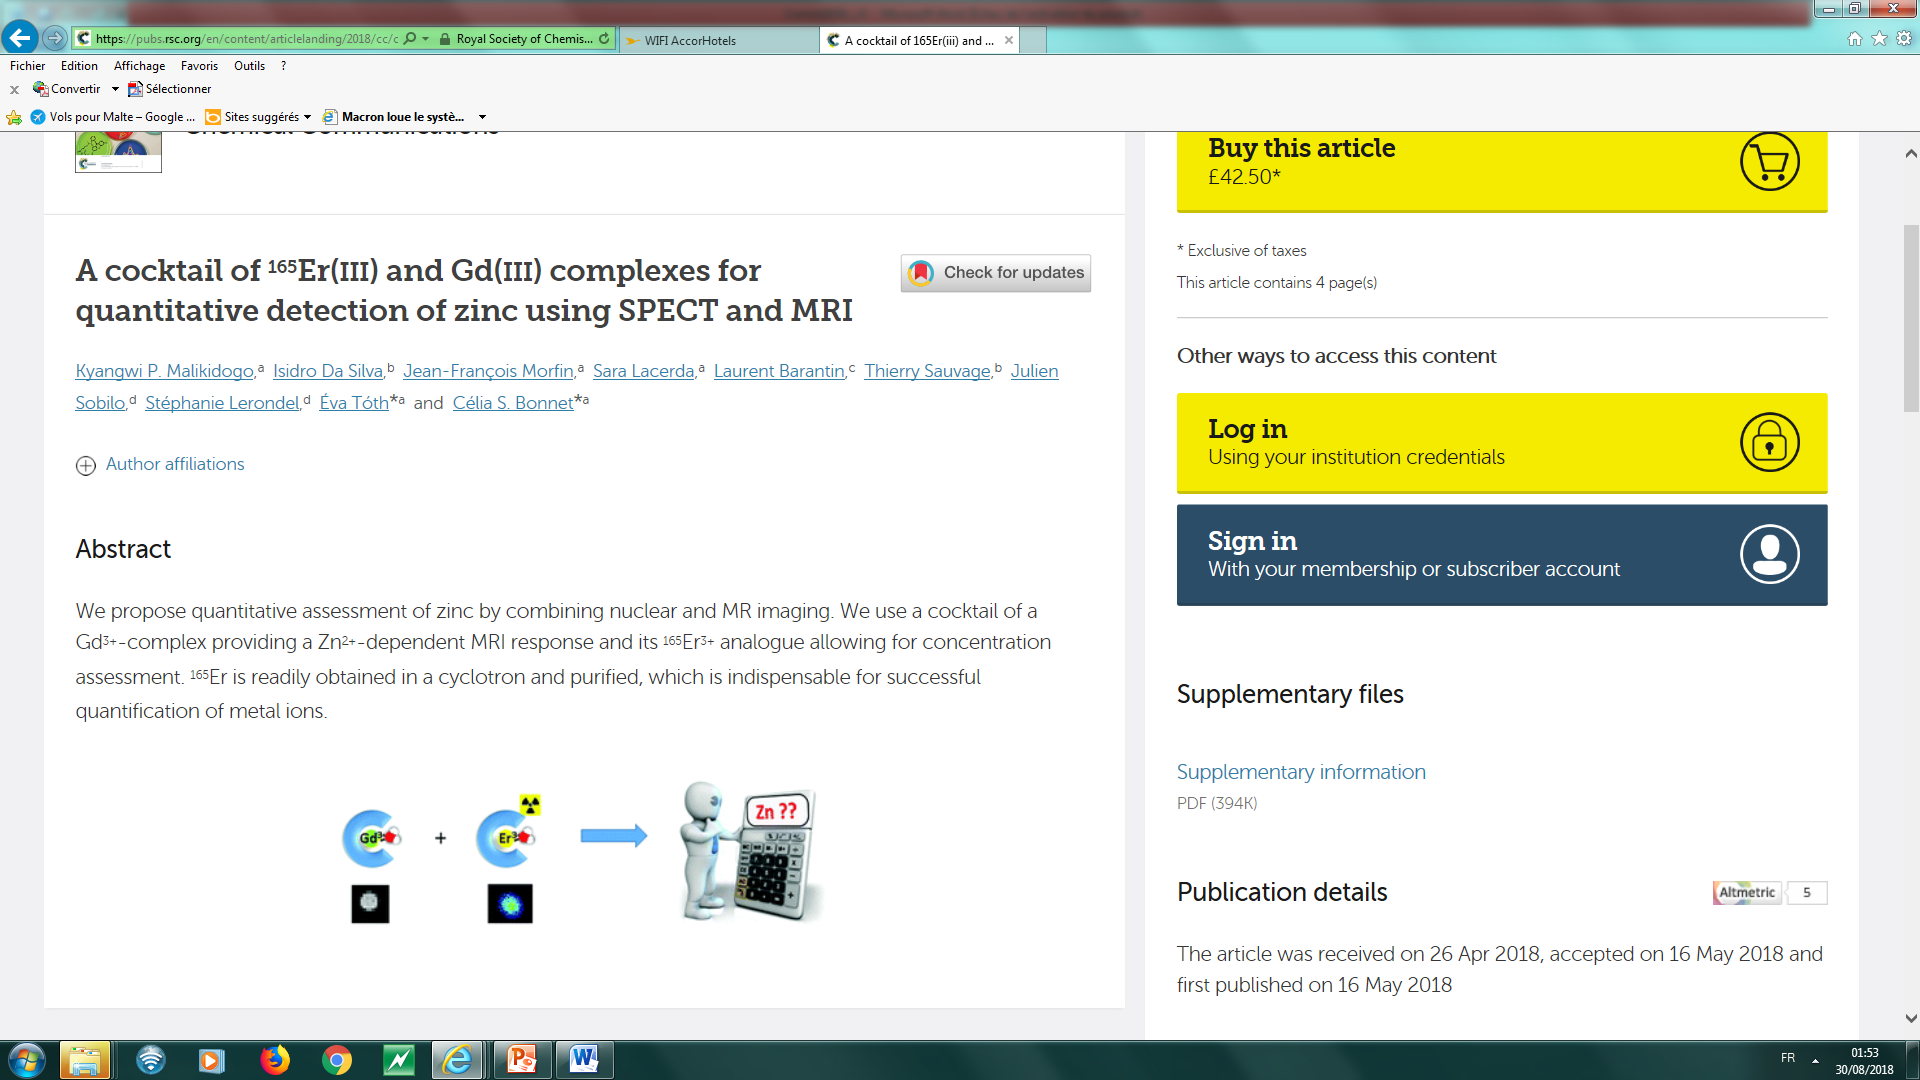 https://pubs.rsc.org/en/content/articlelanding/2018/cc/c
Royal Society of Chemis...
WIFI AccorHotels
A cocktail of 165Er(iii) and ...
Fichier Edition Affichage Favoris Outils ?
x Convertir Sélectionner
Vols pour Malte – Google ... Sites suggérés Macron loue le systè...
Chemical Communications
A cocktail of ¹⁶⁵Er(III) and Gd(III) complexes for
quantitative detection of zinc using SPECT and MRI
Check for updates
Kyangwi P. Malikidogo,ᵃ Isidro Da Silva,ᵇ Jean-François Morfin,ᵃ Sara Lacerda,ᵃ Laurent Barantin,ᶜ Thierry Sauvage,ᵇ Julien
Sobilo,ᵈ Stéphanie Lerondel,ᵈ Éva Tóth*ᵃ and Célia S. Bonnet*ᵃ
Author affiliations
Abstract
We propose quantitative assessment of zinc by combining nuclear and MR imaging. We use a cocktail of a
Gd³⁺-complex providing a Zn²⁺-dependent MRI response and its ¹⁶⁵Er³⁺ analogue allowing for concentration
assessment. ¹⁶⁵Er is readily obtained in a cyclotron and purified, which is indispensable for successful
quantification of metal ions.
Gd³⁺ + Er³⁺
Zn ??
Buy this article
£42.50*
* Exclusive of taxes
This article contains 4 page(s)
Other ways to access this content
Log in
Using your institution credentials
Sign in
With your membership or subscriber account
Supplementary files
Supplementary information
PDF (394K)
Publication details
Altmetric 5
The article was received on 26 Apr 2018, accepted on 16 May 2018 and
first published on 16 May 2018
FR
01:53
30/08/2018